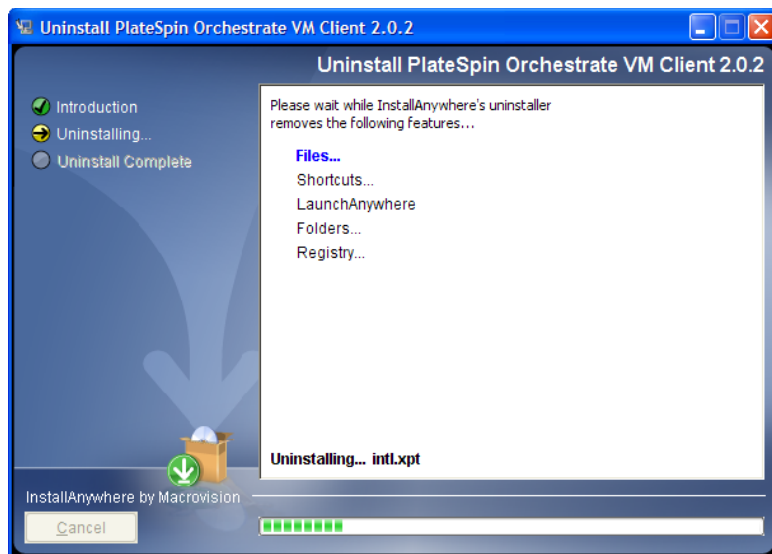 Uninstall PlateSpin Orchestrate VM Client 2.0.2
Uninstall PlateSpin Orchestrate VM Client 2.0.2
Introduction
Uninstalling...
Uninstall Complete
Please wait while InstallAnywhere's uninstaller
removes the following features...
Files...
Shortcuts...
LaunchAnywhere
Folders...
Registry...
Uninstalling... intl.xpt
InstallAnywhere by Macrovision
Cancel